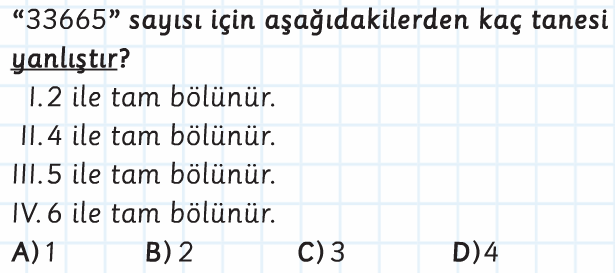 “33665” sayısı için aşağıdakilerden kaç tanesi
yanlıştır?
I. 2 ile tam bölünür.
II. 4 ile tam bölünür.
III. 5 ile tam bölünür.
IV. 6 ile tam bölünür.
A) 1 B) 2 C) 3 D) 4